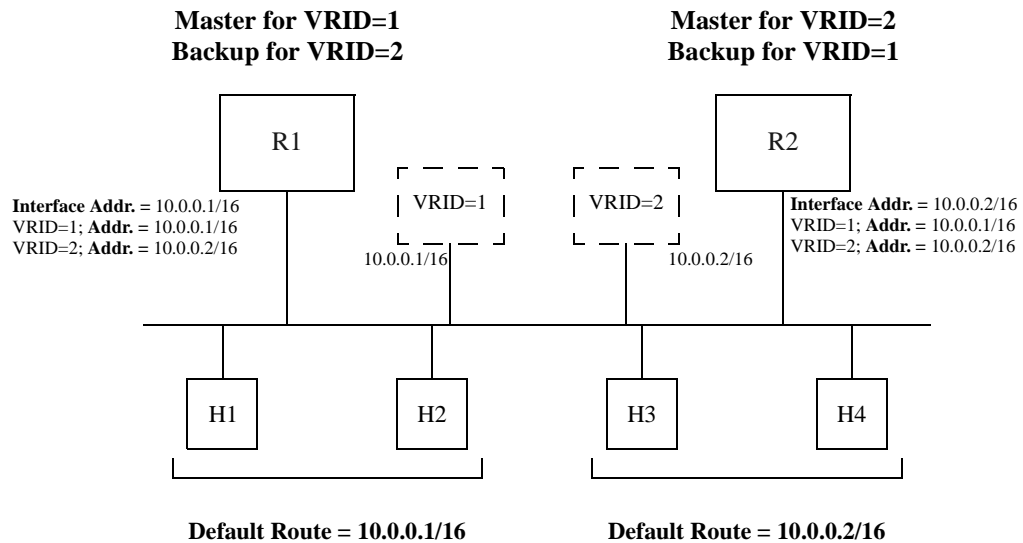 Master for VRID=1
Backup for VRID=2
Master for VRID=2
Backup for VRID=1
R1
R2
VRID=1
VRID=2
Interface Addr. = 10.0.0.1/16
VRID=1; Addr. = 10.0.0.1/16
VRID=2; Addr. = 10.0.0.2/16
Interface Addr. = 10.0.0.2/16
VRID=1; Addr. = 10.0.0.1/16
VRID=2; Addr. = 10.0.0.2/16
10.0.0.1/16
10.0.0.2/16
H1
H2
H3
H4
Default Route = 10.0.0.1/16
Default Route = 10.0.0.2/16